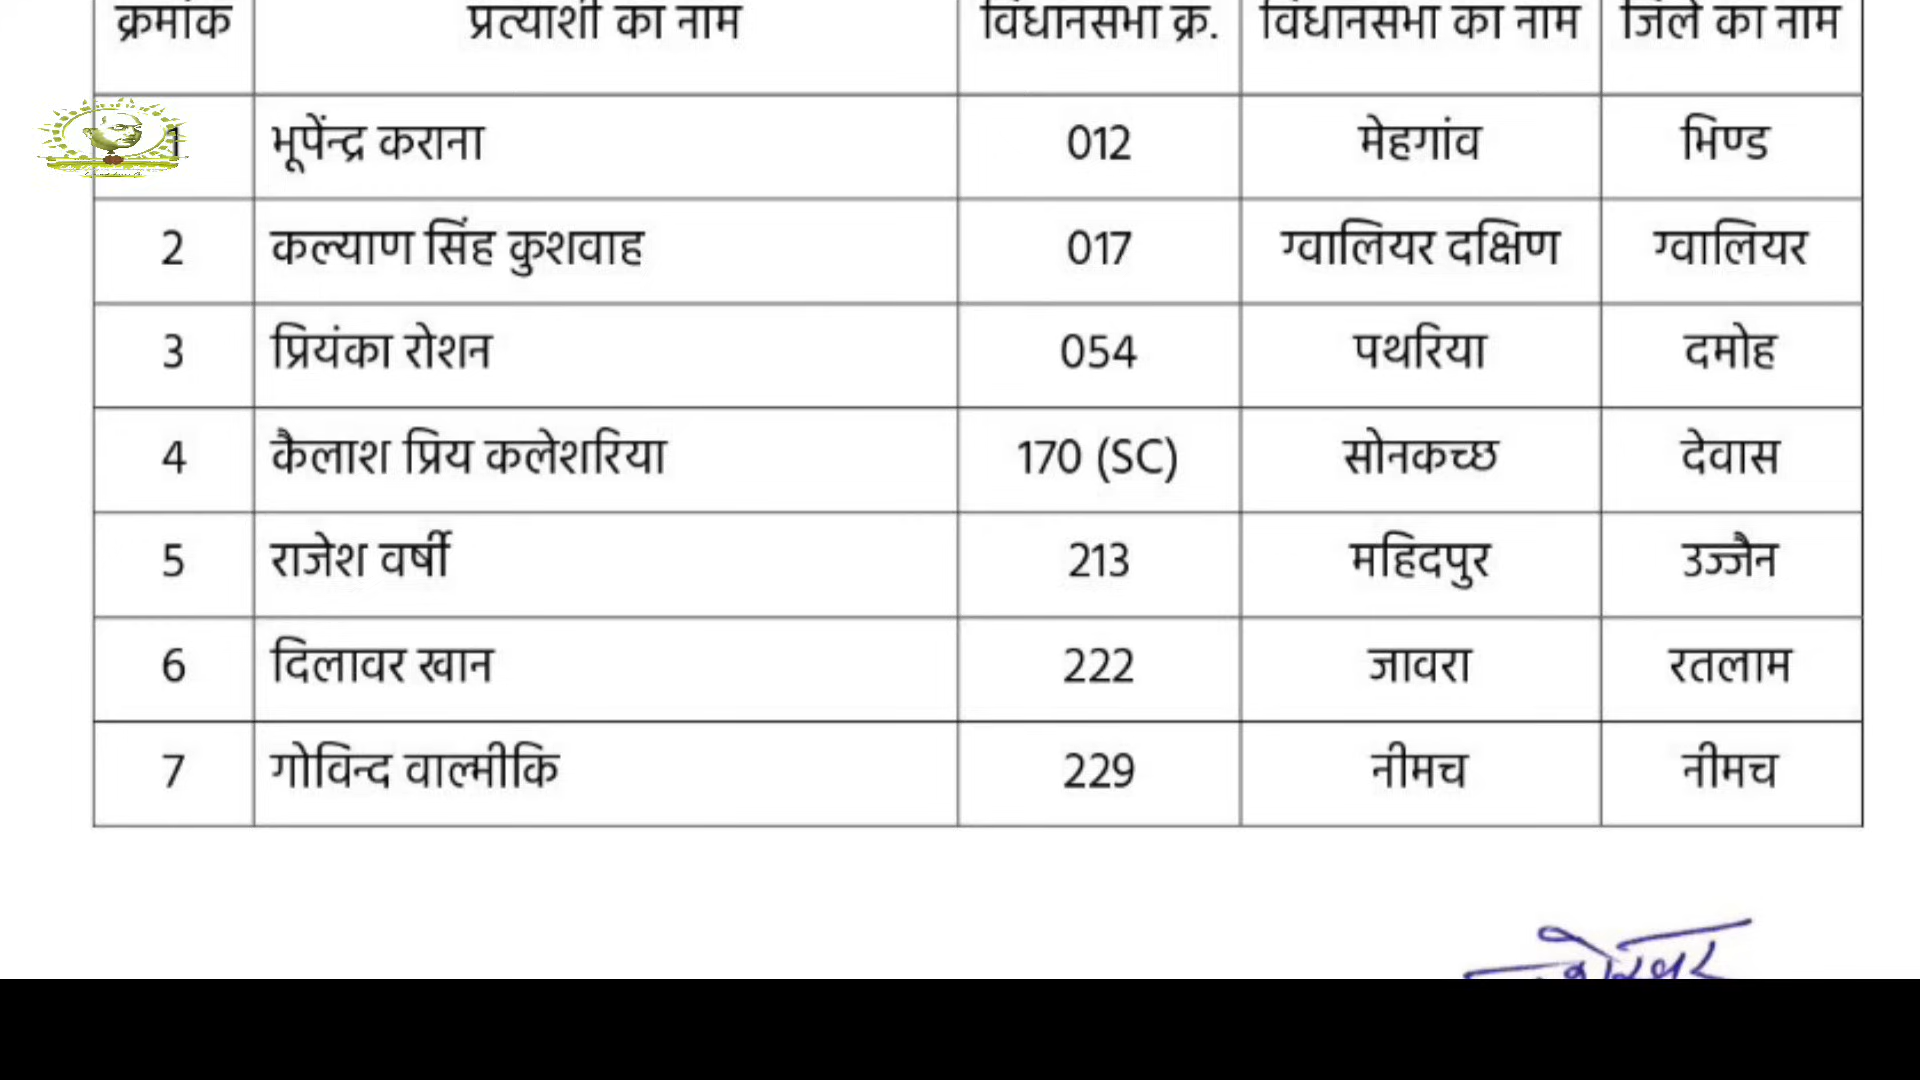 क्रमांक प्रत्याशी का नाम विधानसभा क्र. विधानसभा का नाम जिले का नाम
1 भूपेंद्र कराना 012 मेहगांव भिण्ड
2 कल्याण सिंह कुशवाह 017 ग्वालियर दक्षिण ग्वालियर
3 प्रियंका रोशन 054 पथरिया दमोह
4 कैलाश प्रिय कलेशरिया 170 (SC) सोनकच्छ देवास
5 राजेश वर्षी 213 महिदपुर उज्जैन
6 दिलावर खान 222 जावरा रतलाम
7 गोविन्द वाल्मीकि 229 नीमच नीमच